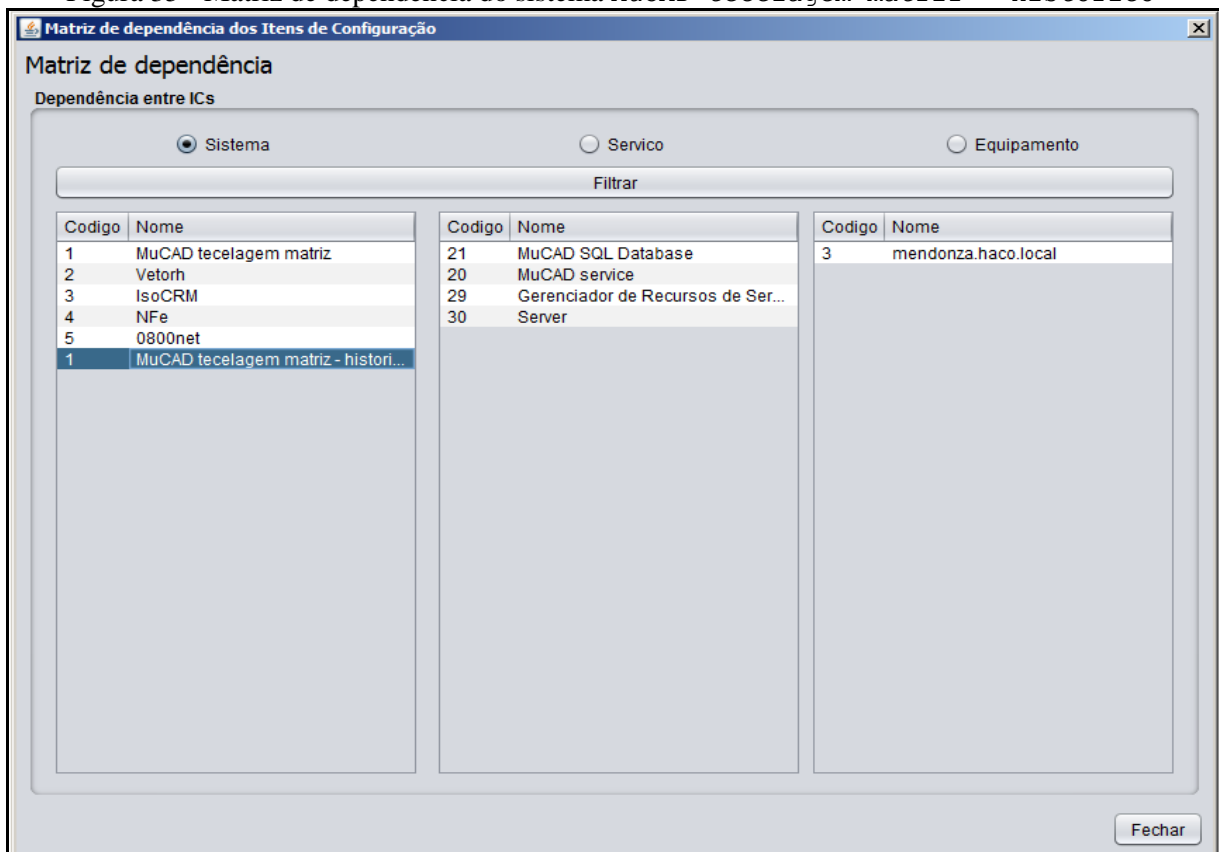 Matriz de dependência dos Itens de Configuração
Matriz de dependência
Dependência entre ICs
Sistema Servico Equipamento
Filtrar
Codigo Nome Codigo Nome Codigo Nome
1 MuCAD tecelagem matriz 21 MuCAD SQL Database 3 mendonza.haco.local
2 Vetorh 20 MuCAD service
3 IsoCRM 29 Gerenciador de Recursos de Ser...
4 NFe 30 Server
5 0800net
1 MuCAD tecelagem matriz - histori...
Fechar